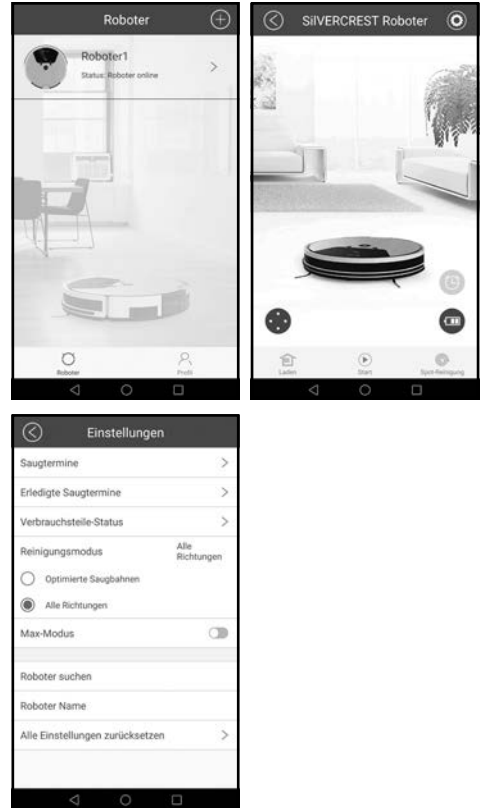 Roboter
Roboter1
Status: Roboter online
Roboter
Profil
SilVERCREST Roboter
Laden
Start
Spot-Reinigung
Einstellungen
Saugtermine
Erledigte Saugtermine
Verbrauchsteile-Status
Reinigungsmodus
Alle
Richtungen
Optimierte Saugbahnen
Alle Richtungen
Max-Modus
Roboter suchen
Roboter Name
Alle Einstellungen zurücksetzen